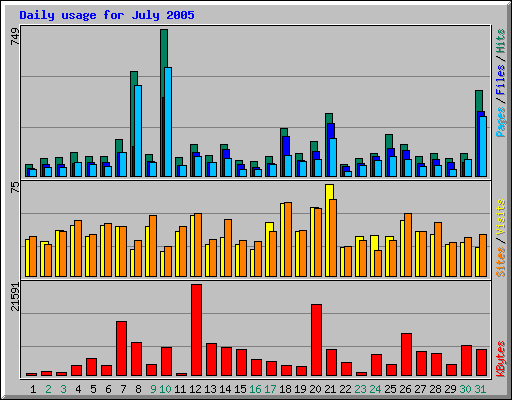 Daily usage for July 2005
749
Pages / Files / Hits
75
Sites / Visits
21591
KBytes
1 2 3 4 5 6 7 8 9 10 11 12 13 14 15 16 17 18 19 20 21 22 23 24 25 26 27 28 29 30 31